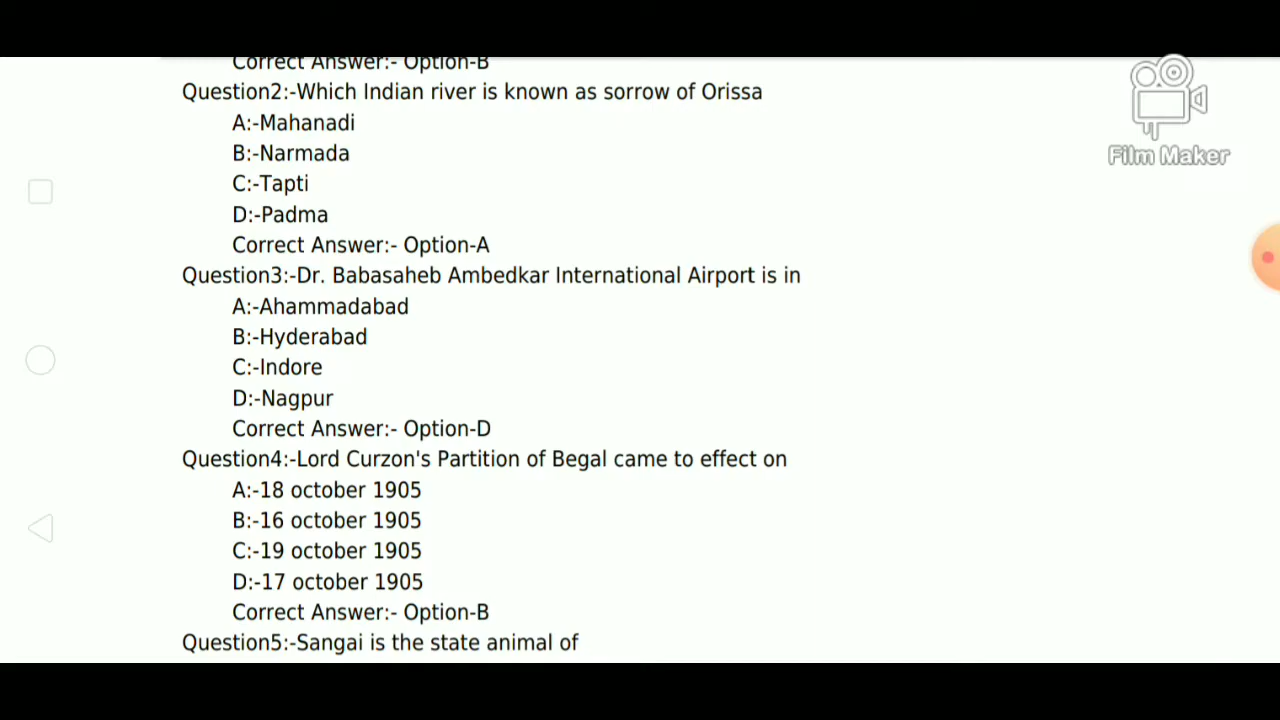 Correct Answer:- Option-B
Question2:-Which Indian river is known as sorrow of Orissa
A:-Mahanadi
B:-Narmada
C:-Tapti
D:-Padma
Correct Answer:- Option-A
Question3:-Dr. Babasaheb Ambedkar International Airport is in
A:-Ahammadabad
B:-Hyderabad
C:-Indore
D:-Nagpur
Correct Answer:- Option-D
Question4:-Lord Curzon's Partition of Begal came to effect on
A:-18 october 1905
B:-16 october 1905
C:-19 october 1905
D:-17 october 1905
Correct Answer:- Option-B
Question5:-Sangai is the state animal of
Film Maker